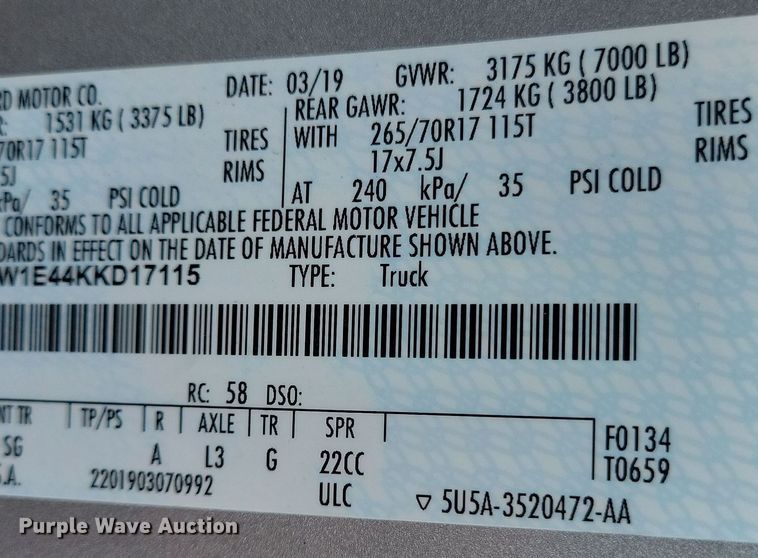 RD MOTOR CO. DATE: 03/19 GVWR: 3175 KG ( 7000 LB)
R: 1531 KG ( 3375 LB) REAR GAWR: 1724 KG ( 3800 LB)
70R17 115T TIRES WITH 265/70R17 115T TIRES
5J RIMS 17x7.5J RIMS
kPa/ 35 PSI COLD AT 240 kPa/ 35 PSI COLD
CONFORMS TO ALL APPLICABLE FEDERAL MOTOR VEHICLE
DARDS IN EFFECT ON THE DATE OF MANUFACTURE SHOWN ABOVE.
W1E44KKD17115 TYPE: Truck
RC: 58 DSO:
NT TR TP/PS R AXLE TR SPR F0134
SG A L3 G 22CC T0659
S.A. 2201903070992 ULC ▽ 5U5A-3520472-AA
Purple Wave Auction